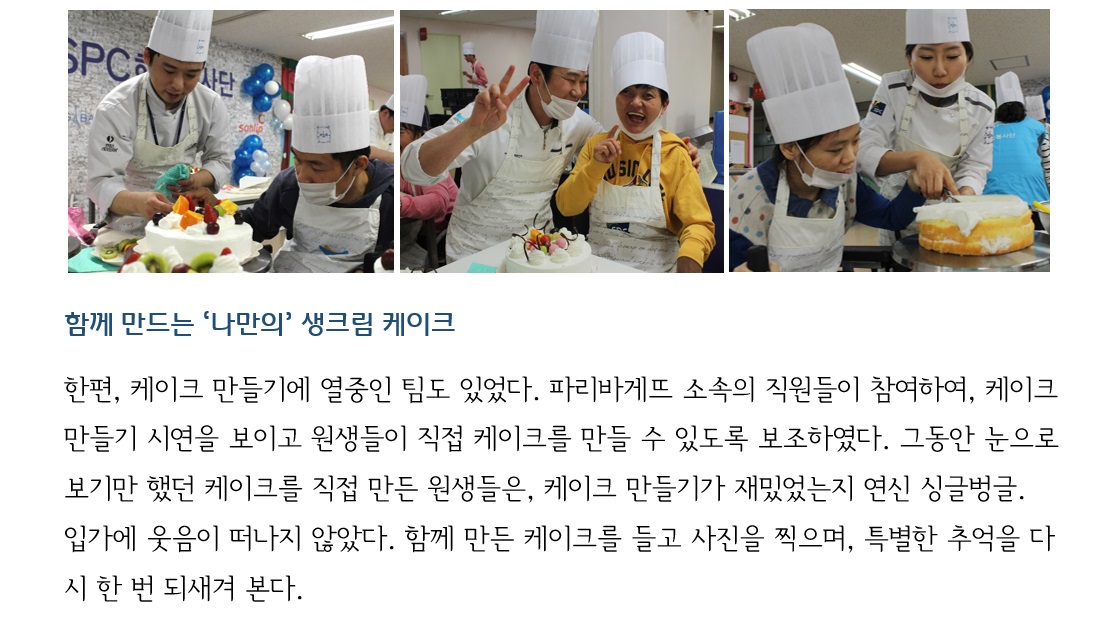 SPC
사단
함께 만드는 ‘나만의’ 생크림 케이크
한편, 케이크 만들기에 열중인 팀도 있었다. 파리바게뜨 소속의 직원들이 참여하여, 케이크
만들기 시연을 보이고 원생들이 직접 케이크를 만들 수 있도록 보조하였다. 그동안 눈으로
보기만 했던 케이크를 직접 만든 원생들은, 케이크 만들기가 재밌었는지 연신 싱글벙글.
입가에 웃음이 떠나지 않았다. 함께 만든 케이크를 들고 사진을 찍으며, 특별한 추억을 다
시 한 번 되새겨 본다.